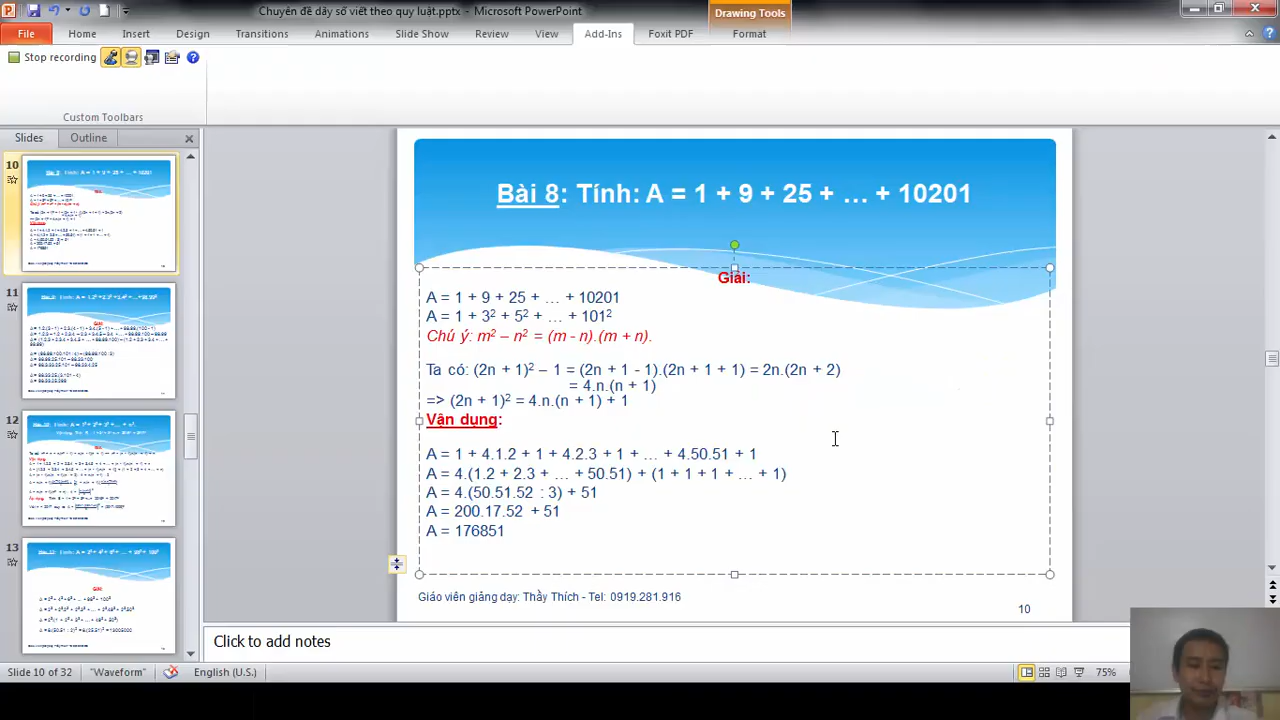 Chuyên đề dãy số viết theo quy luật.pptx - Microsoft PowerPoint
Drawing Tools
File Home Insert Design Transitions Animations Slide Show Review View Add-Ins Foxit PDF Format
Stop recording
Custom Toolbars
Slides Outline
10
11
12
13
Bài 8: Tính: A = 1 + 9 + 25 + … + 10201
Giải:
A = 1 + 9 + 25 + … + 10201
A = 1 + 3² + 5² + … + 101²
Chú ý: m² – n² = (m - n).(m + n).
Ta có: (2n + 1)² – 1 = (2n + 1 - 1).(2n + 1 + 1) = 2n.(2n + 2)
= 4.n.(n + 1)
=> (2n + 1)² = 4.n.(n + 1) + 1
Vận dụng:
A = 1 + 4.1.2 + 1 + 4.2.3 + 1 + … + 4.50.51 + 1
A = 4.(1.2 + 2.3 + … + 50.51) + (1 + 1 + 1 + … + 1)
A = 4.(50.51.52 : 3) + 51
A = 200.17.52 + 51
A = 176851
Giáo viên giảng dạy: Thầy Thích - Tel: 0919.281.916
10
Click to add notes
Slide 10 of 32 "Waveform" English (U.S.) 75%